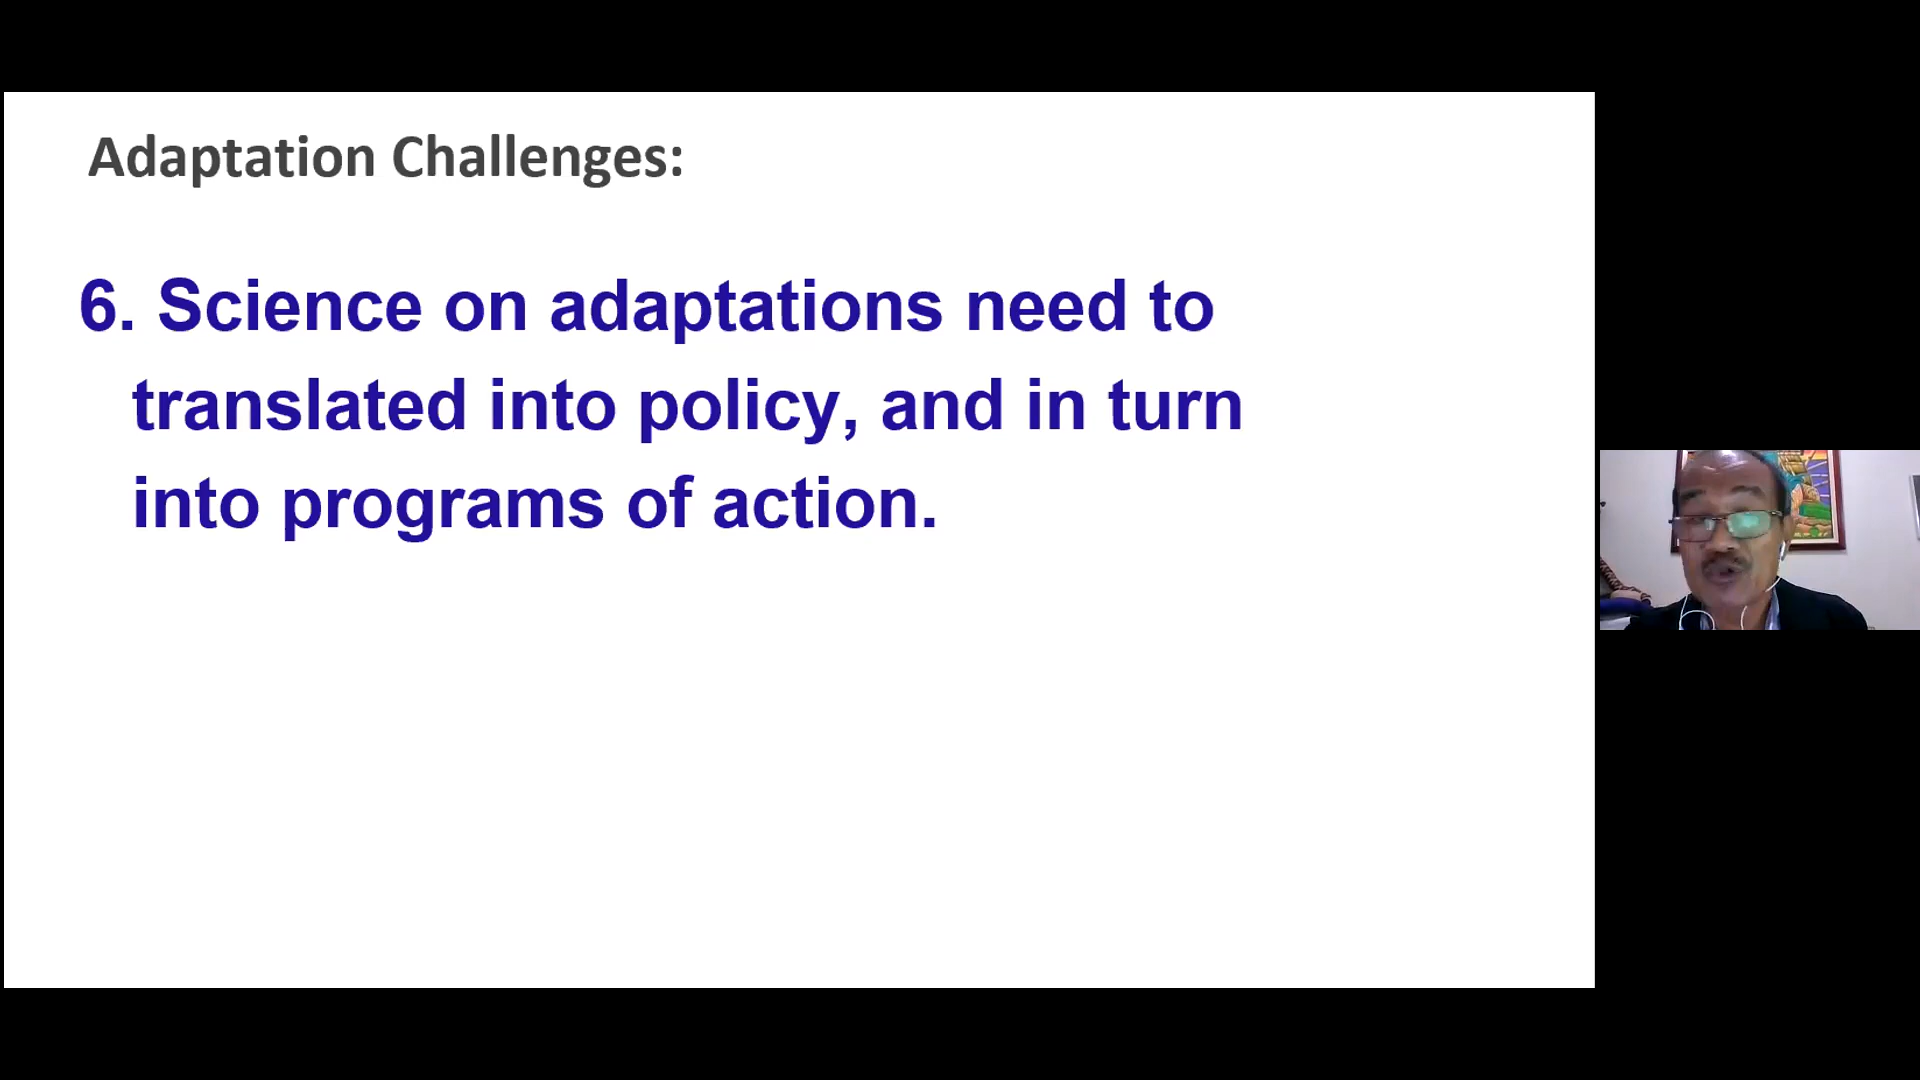 Adaptation Challenges:
6. Science on adaptations need to
translated into policy, and in turn
into programs of action.